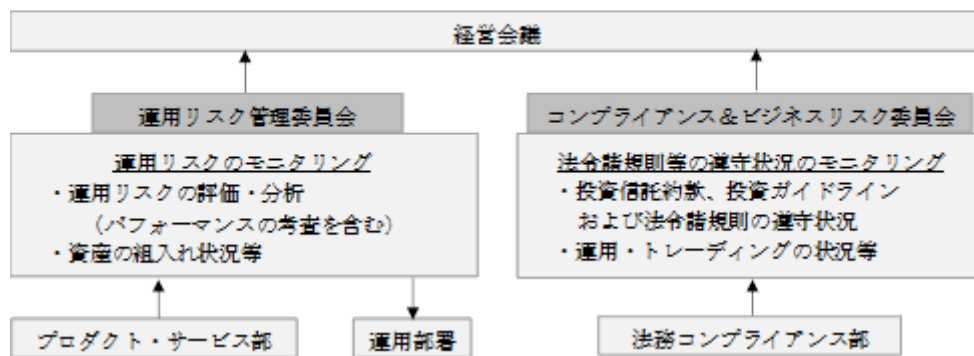 経営会議
運用リスク管理委員会
運用リスクのモニタリング
・運用リスクの評価・分析
（パフォーマンスの考査を含む）
・資産の組入れ状況等
コンプライアンス＆ビジネスリスク委員会
法令諸規則等の遵守状況のモニタリング
・投資信託約款、投資ガイドライン
および法令諸規則の遵守状況
・運用・トレーディングの状況等
プロダクト・サービス部
運用部署
法務コンプライアンス部